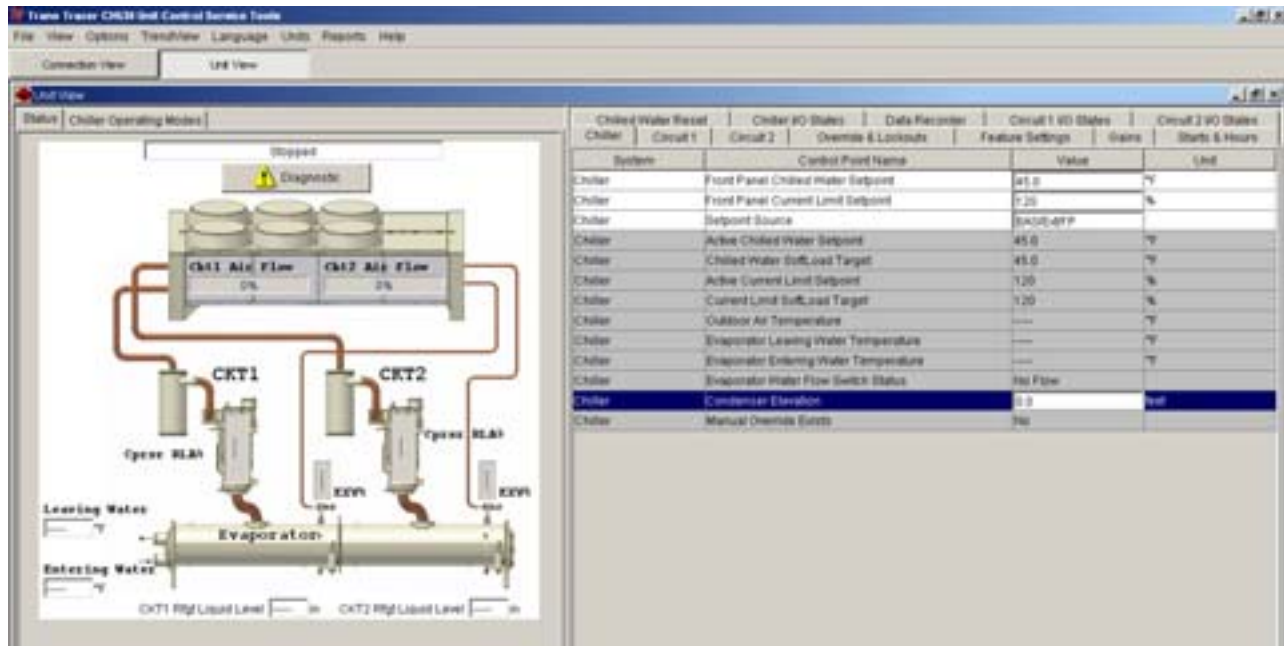 Trane Tracer CH530 Unit Control Service Tools
File View Options TrendView Language Units Reports Help
Connection View Unit View
Unit View
Status Chiller Operating Modes
Stopped
Diagnostic
Ckt1 Air Flow Ckt2 Air Flow
0% 0%
CKT1 CKT2
Cprsr RLA% Cprsr RLA%
EXV% EXV%
Leaving Water
---- °F
Evaporator
Entering Water
---- °F
CKT1 Rfgt Liquid Level ---- in CKT2 Rfgt Liquid Level ---- in
Chilled Water Reset Chiller I/O States Data Recorder Circuit 1 I/O States Circuit 2 I/O States
Chiller Circuit 1 Circuit 2 Override & Lockouts Feature Settings Gains Starts & Hours
System Control Point Name Value Unit
Chiller Front Panel Chilled Water Setpoint 45.0 °F
Chiller Front Panel Current Limit Setpoint 120 %
Chiller Setpoint Source
Chiller Active Chilled Water Setpoint 45.0 °F
Chiller Chilled Water SoftLoad Target 45.0 °F
Chiller Active Current Limit Setpoint 120 %
Chiller Current Limit SoftLoad Target 120 %
Chiller Outdoor Air Temperature ---- °F
Chiller Evaporator Leaving Water Temperature ---- °F
Chiller Evaporator Entering Water Temperature ---- °F
Chiller Evaporator Water Flow Switch Status No Flow
Chiller Condenser Elevation 0.0 feet
Chiller Manual Override Exists No